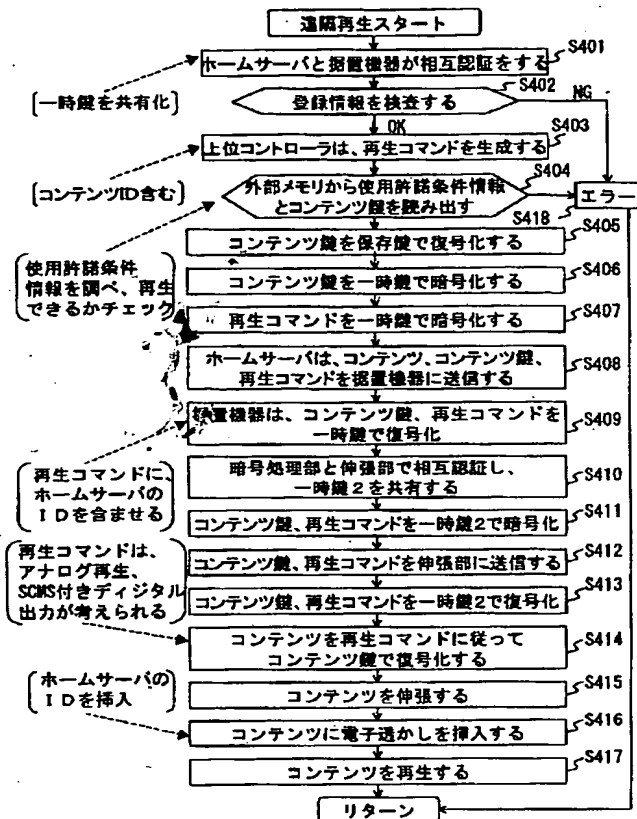 遠隔再生スタート
ホームサーバと据置機器が相互認証をする
S401
〔一時鍵を共有化〕
登録情報を検査する
S402
NG
OK
上位コントローラは、再生コマンドを生成する
S403
〔コンテンツID含む〕
外部メモリから使用許諾条件情報
とコンテンツ鍵を読み出す
S404
エラー
S418
コンテンツ鍵を保存鍵で復号化する
S405
使用許諾条件
情報を調べ、再生
できるかチェック
コンテンツ鍵を一時鍵で暗号化する
S406
再生コマンドを一時鍵で暗号化する
S407
ホームサーバは、コンテンツ、コンテンツ鍵、
再生コマンドを据置機器に送信する
S408
据置機器は、コンテンツ鍵、再生コマンドを
一時鍵で復号化
S409
再生コマンドに、
ホームサーバの
IDを含ませる
暗号処理部と伸張部で相互認証し、
一時鍵2を共有する
S410
コンテンツ鍵、再生コマンドを一時鍵2で暗号化
S411
再生コマンドは、
アナログ再生、
SCMS付きディジタル
出力が考えられる
コンテンツ鍵、再生コマンドを伸張部に送信する
S412
コンテンツ鍵、再生コマンドを一時鍵2で復号化
S413
コンテンツを再生コマンドに従って
コンテンツ鍵で復号化する
S414
ホームサーバの
IDを挿入
コンテンツを伸張する
S415
コンテンツに電子透かしを挿入する
S416
コンテンツを再生する
S417
リターン